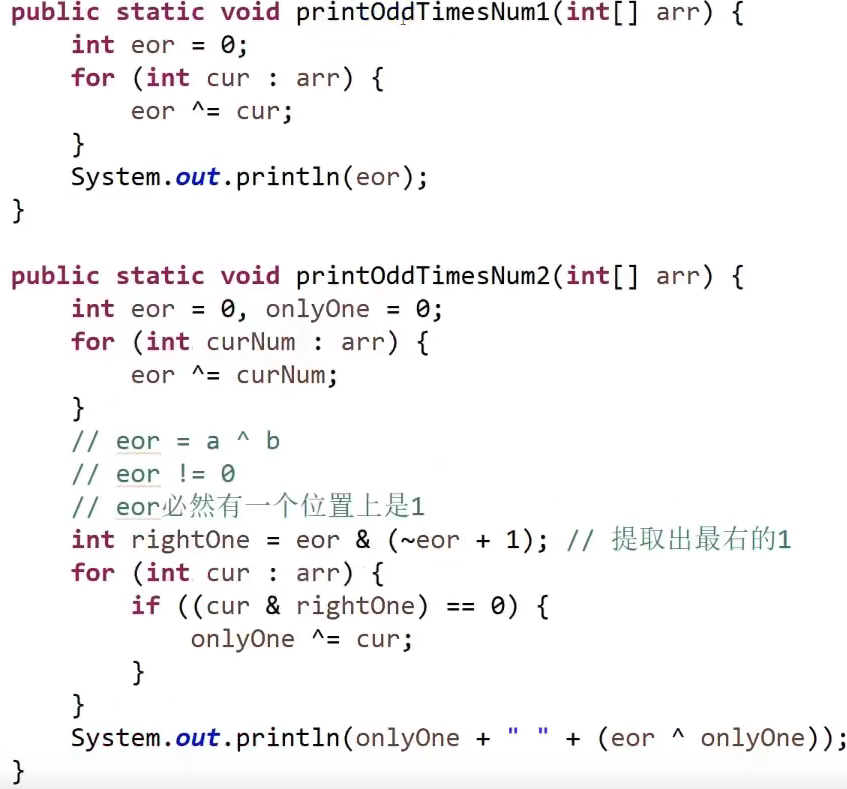 public static void printOddTimesNum1(int[] arr) {
    int eor = 0;
    for (int cur : arr) {
        eor ^= cur;
    }
    System.out.println(eor);
}

public static void printOddTimesNum2(int[] arr) {
    int eor = 0, onlyOne = 0;
    for (int curNum : arr) {
        eor ^= curNum;
    }
    // eor = a ^ b
    // eor != 0
    // eor必然有一个位置上是1
    int rightOne = eor & (~eor + 1); // 提取出最右的1
    for (int cur : arr) {
        if ((cur & rightOne) == 0) {
            onlyOne ^= cur;
        }
    }
    System.out.println(onlyOne + " " + (eor ^ onlyOne));
}